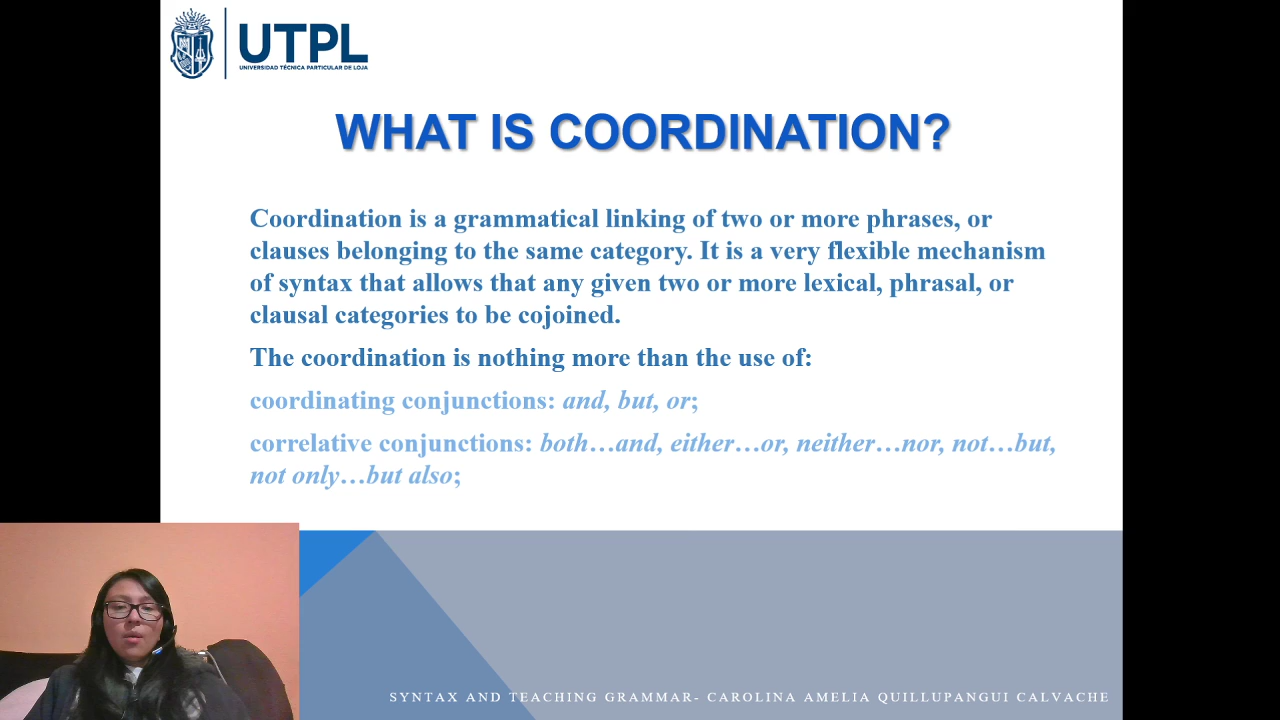 UTPL
UNIVERSIDAD TÉCNICA PARTICULAR DE LOJA
WHAT IS COORDINATION?
Coordination is a grammatical linking of two or more phrases, or
clauses belonging to the same category. It is a very flexible mechanism
of syntax that allows that any given two or more lexical, phrasal, or
clausal categories to be cojoined.
The coordination is nothing more than the use of:
coordinating conjunctions: and, but, or;
correlative conjunctions: both…and, either…or, neither…nor, not…but,
not only…but also;
SYNTAX AND TEACHING GRAMMAR- CAROLINA AMELIA QUILLUPANGUI CALVACHE